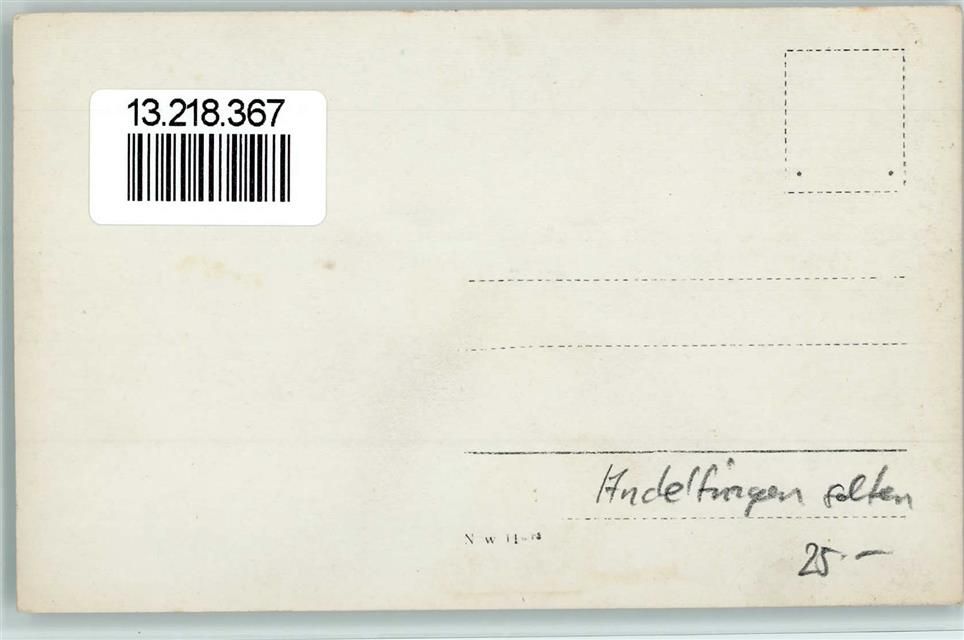 13.218.367
Andelfingen selten
25.-